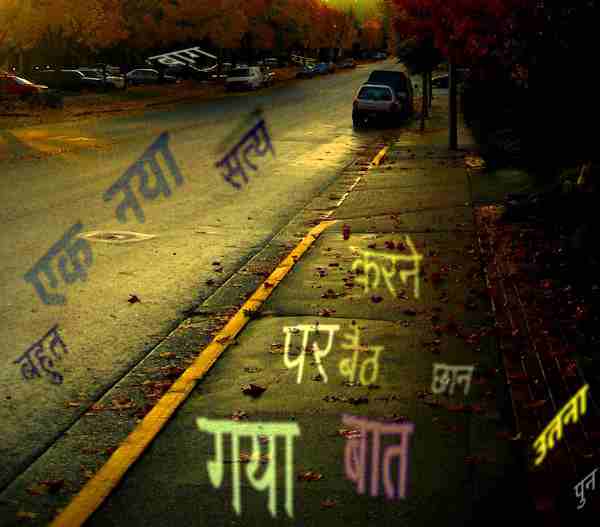 बाग
सत्य
एक नया
बहुत
करने
पर बैठ
छान
गया बात
उतना
पुन